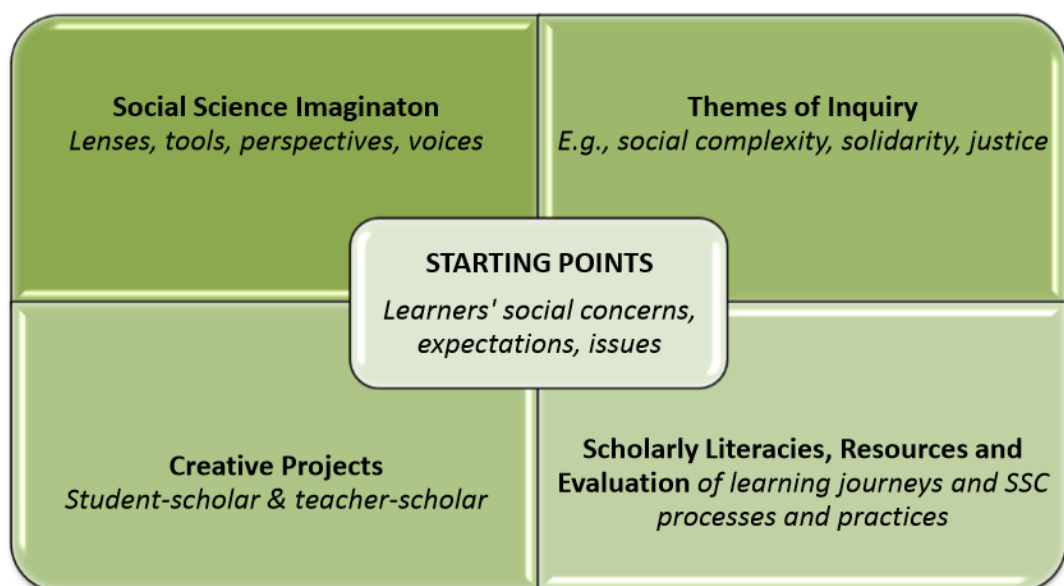 Social Science Imaginaton
Lenses, tools, perspectives, voices
Themes of Inquiry
E.g., social complexity, solidarity, justice
STARTING POINTS
Learners' social concerns,
expectations, issues
Creative Projects
Student-scholar & teacher-scholar
Scholarly Literacies, Resources and
Evaluation of learning journeys and SSC
processes and practices